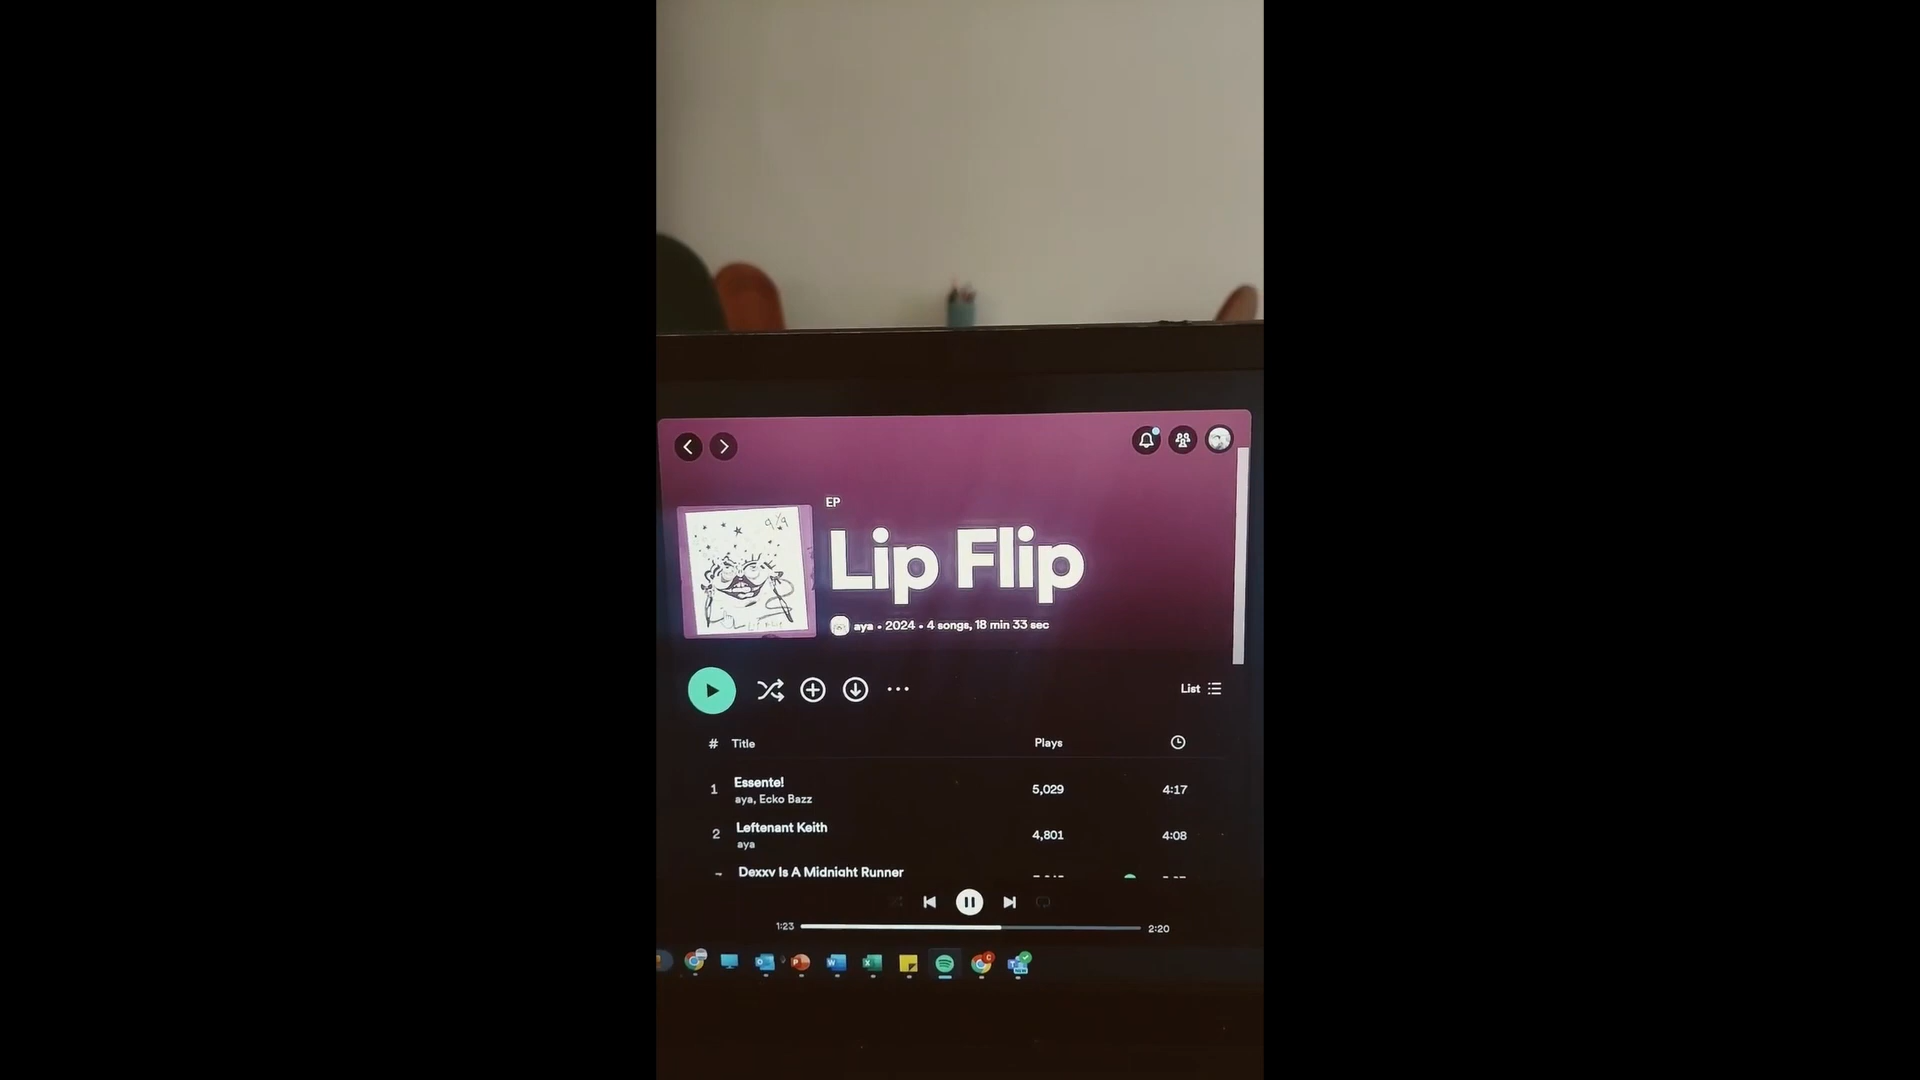 EP
aya
Lip Flip
aya • 2024 • 4 songs, 18 min 33 sec
List
# Title Plays
1 Essente! 5,029 4:17
aya, Ecko Bazz
2 Leftenant Keith 4,801 4:08
aya
Dexxy Is A Midnight Runner
1:23 2:20